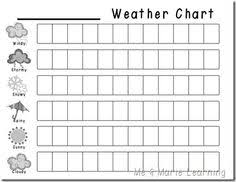 Weather Chart
Windy
Stormy
Snowy
Rainy
Sunny
Cloudy
Me & Marie Learning